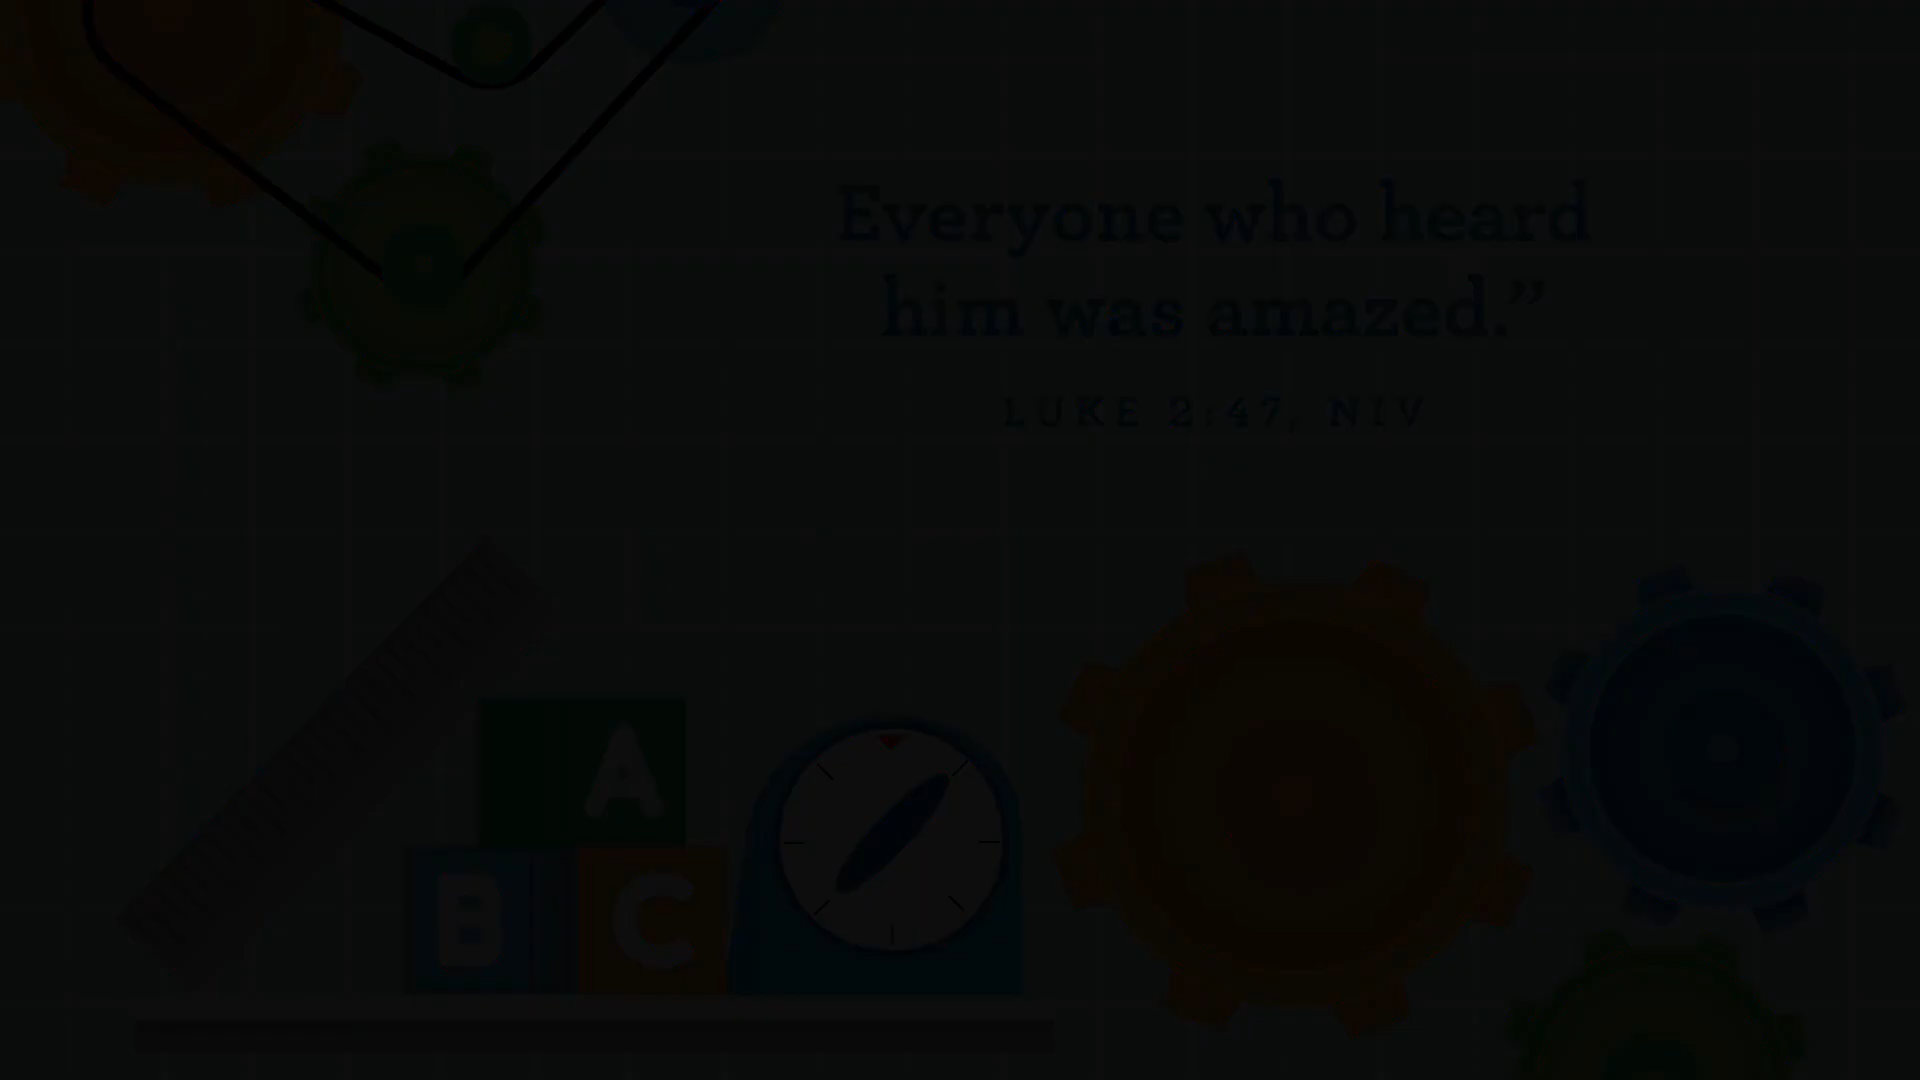 Everyone who heard
him was amazed.”
LUKE 2:47, NIV
A
B C